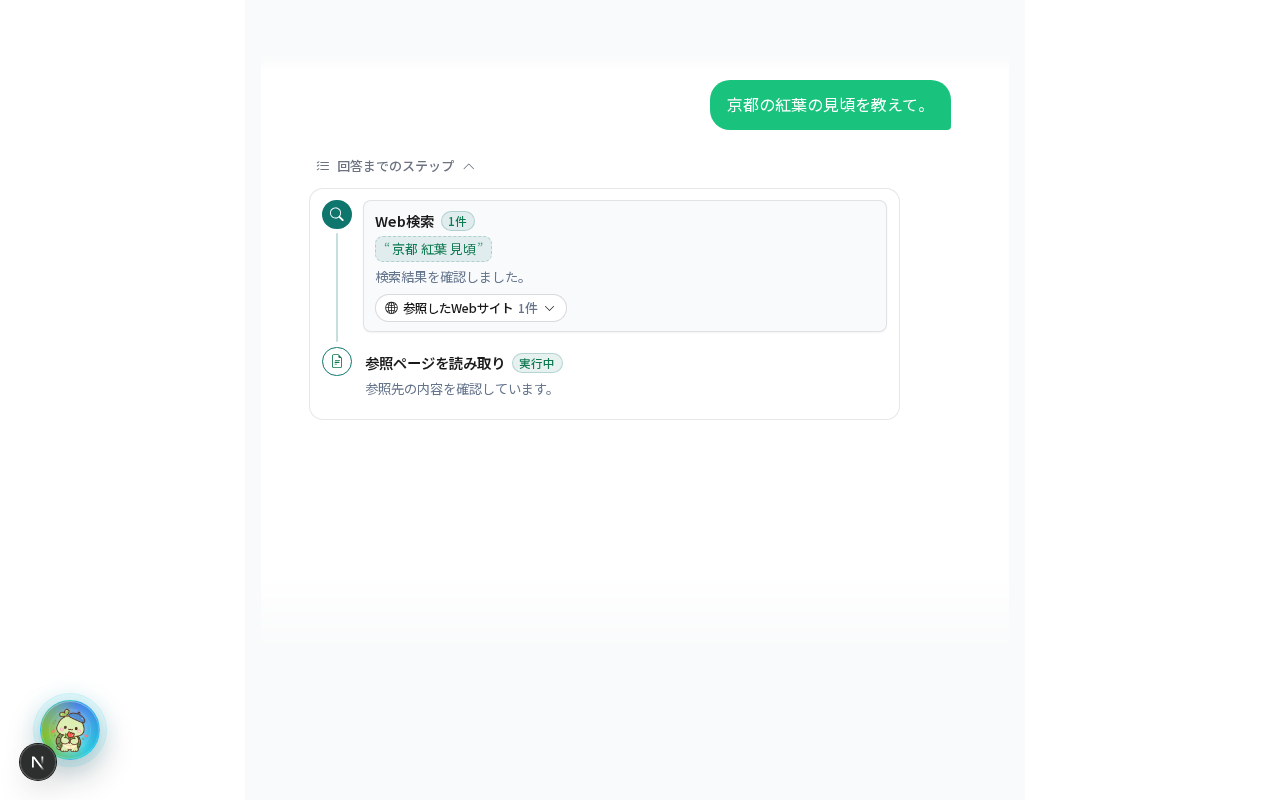 京都の紅葉の見頃を教えて。
回答までのステップ
Web検索 1件
“京都 紅葉 見頃”
検索結果を確認しました。
参照したWebサイト 1件
参照ページを読み取り 実行中
参照先の内容を確認しています。
N